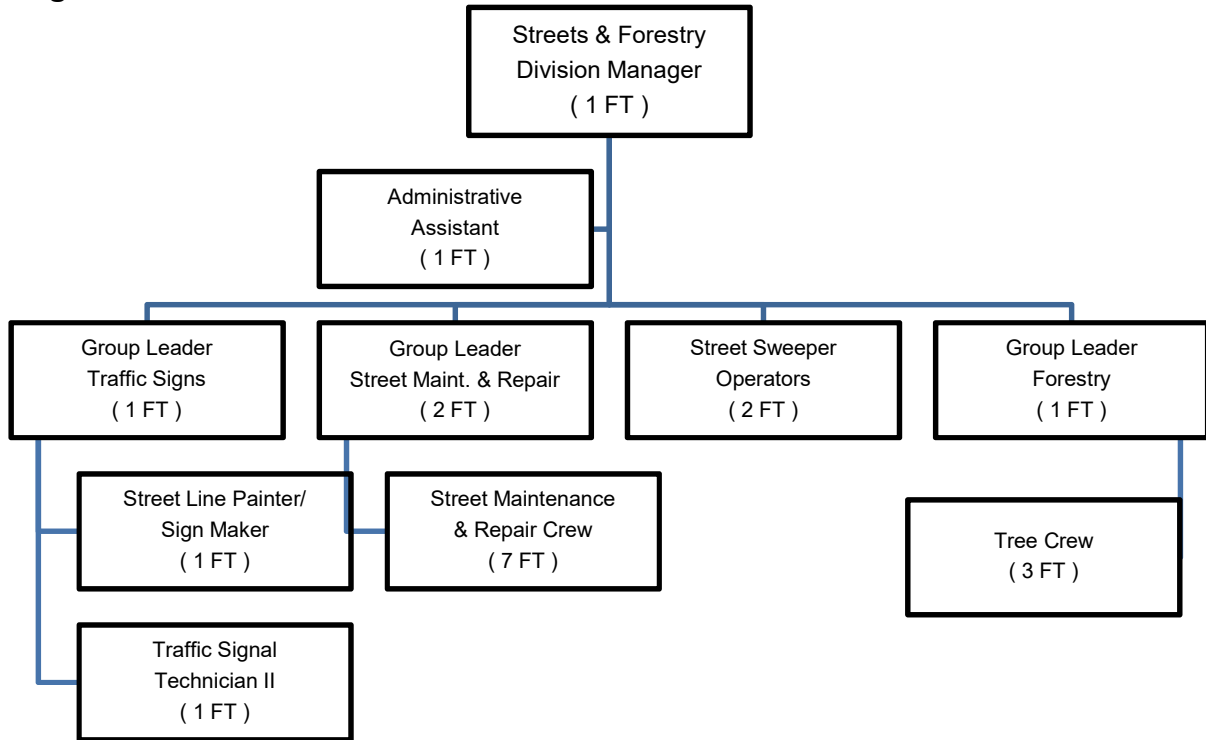 Streets & Forestry
Division Manager
( 1 FT )
Administrative
Assistant
( 1 FT )
Group Leader
Traffic Signs
( 1 FT )
Group Leader
Street Maint. & Repair
( 2 FT )
Street Sweeper
Operators
( 2 FT )
Group Leader
Forestry
( 1 FT )
Street Line Painter/
Sign Maker
( 1 FT )
Street Maintenance
& Repair Crew
( 7 FT )
Tree Crew
( 3 FT )
Traffic Signal
Technician II
( 1 FT )